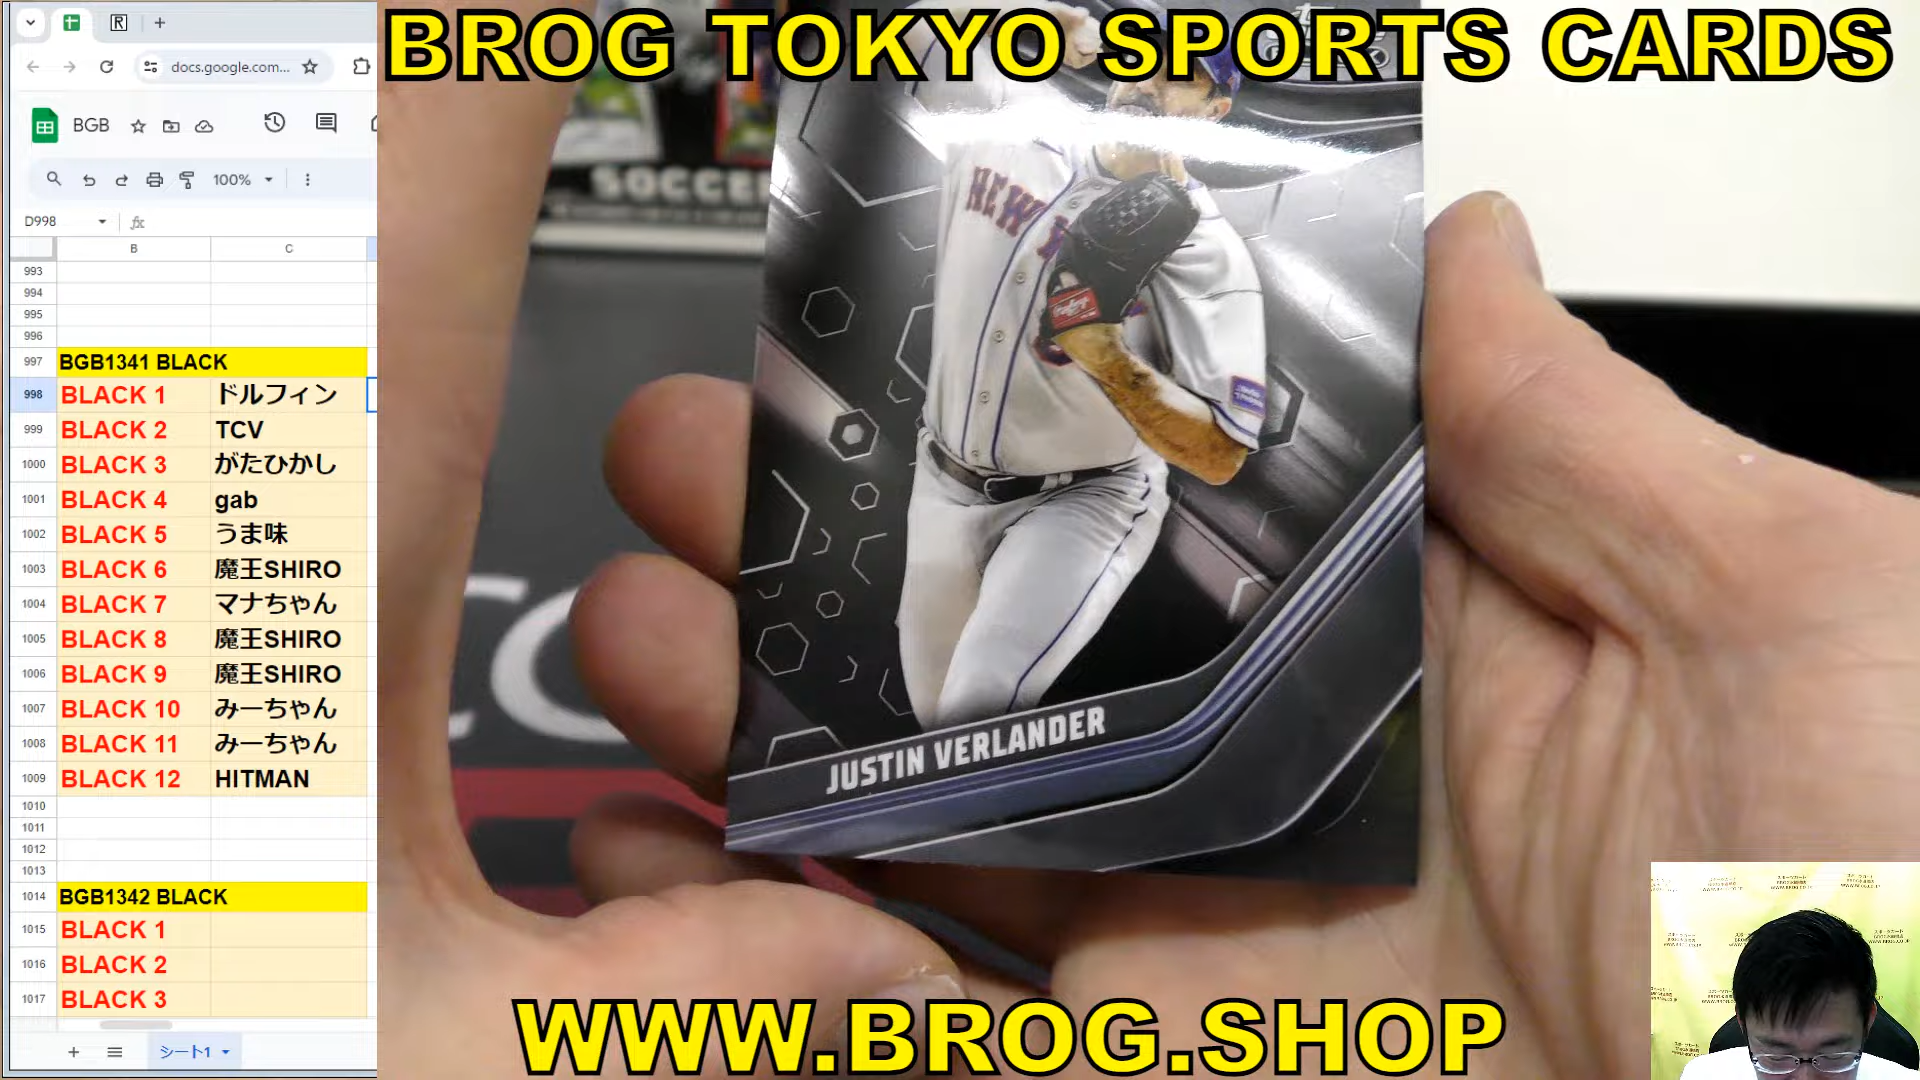 BROG TOKYO SPORTS CARDS
docs.google.com...
BGB
100%
D998
fx
B C
993
994
995
996
997 BGB1341 BLACK
998 BLACK 1 ドルフィン
999 BLACK 2 TCV
1000 BLACK 3 がたひかし
1001 BLACK 4 gab
1002 BLACK 5 うま味
1003 BLACK 6 魔王SHIRO
1004 BLACK 7 マナちゃん
1005 BLACK 8 魔王SHIRO
1006 BLACK 9 魔王SHIRO
1007 BLACK 10 みーちゃん
1008 BLACK 11 みーちゃん
1009 BLACK 12 HITMAN
1010
1011
1012
1013
1014 BGB1342 BLACK
1015 BLACK 1
1016 BLACK 2
1017 BLACK 3
シート1
SOCCE
NEW
JUSTIN VERLANDER
WWW.BROG.SHOP